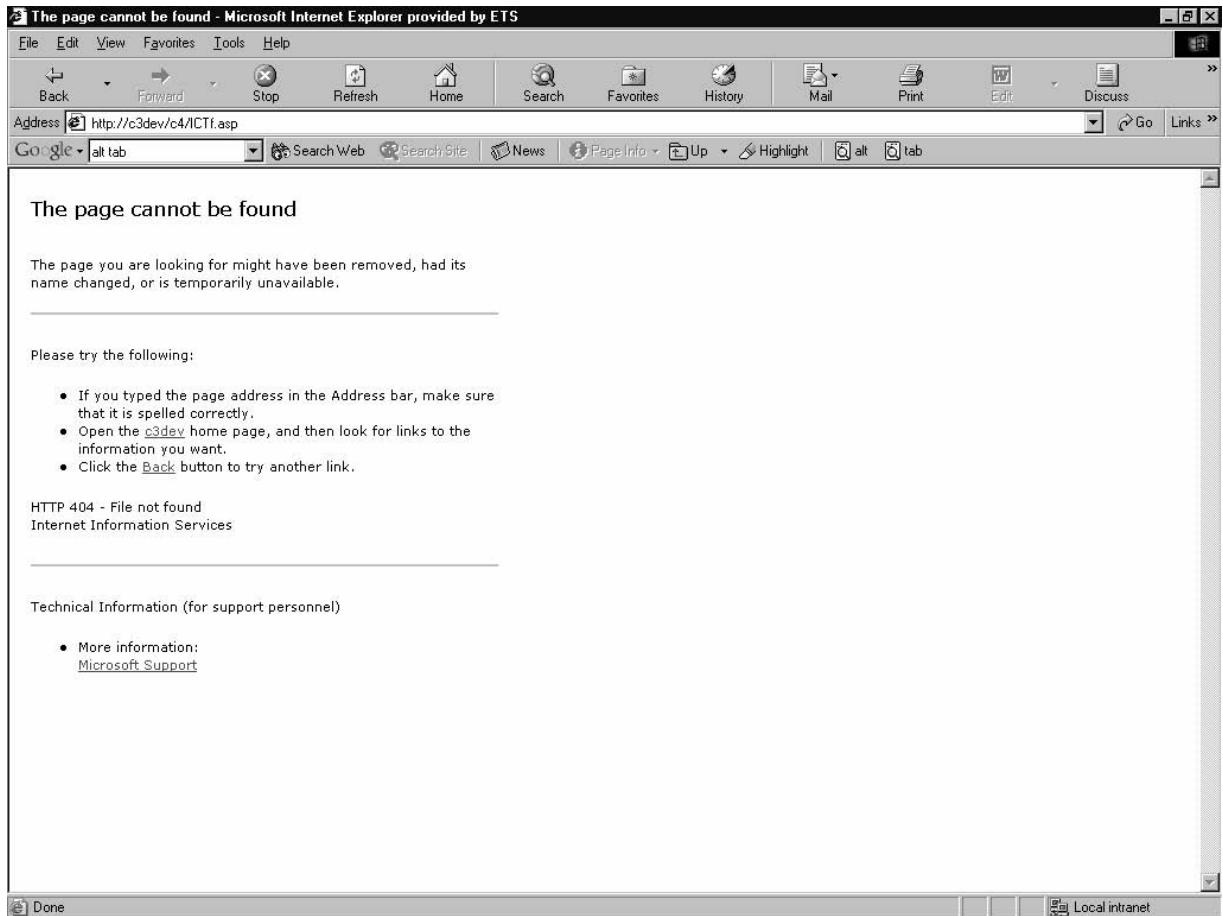 The page cannot be found - Microsoft Internet Explorer provided by ETS
File Edit View Favorites Tools Help
Back Forward Stop Refresh Home Search Favorites History Mail Print Edit Discuss »
Address http://c3dev/c4/ICTf.asp Go Links »
Google alt tab Search Web Search Site News Page Info Up Highlight alt tab
The page cannot be found
The page you are looking for might have been removed, had its
name changed, or is temporarily unavailable.
Please try the following:
• If you typed the page address in the Address bar, make sure
that it is spelled correctly.
• Open the c3dev home page, and then look for links to the
information you want.
• Click the Back button to try another link.
HTTP 404 - File not found
Internet Information Services
Technical Information (for support personnel)
• More information:
Microsoft Support
Done Local intranet